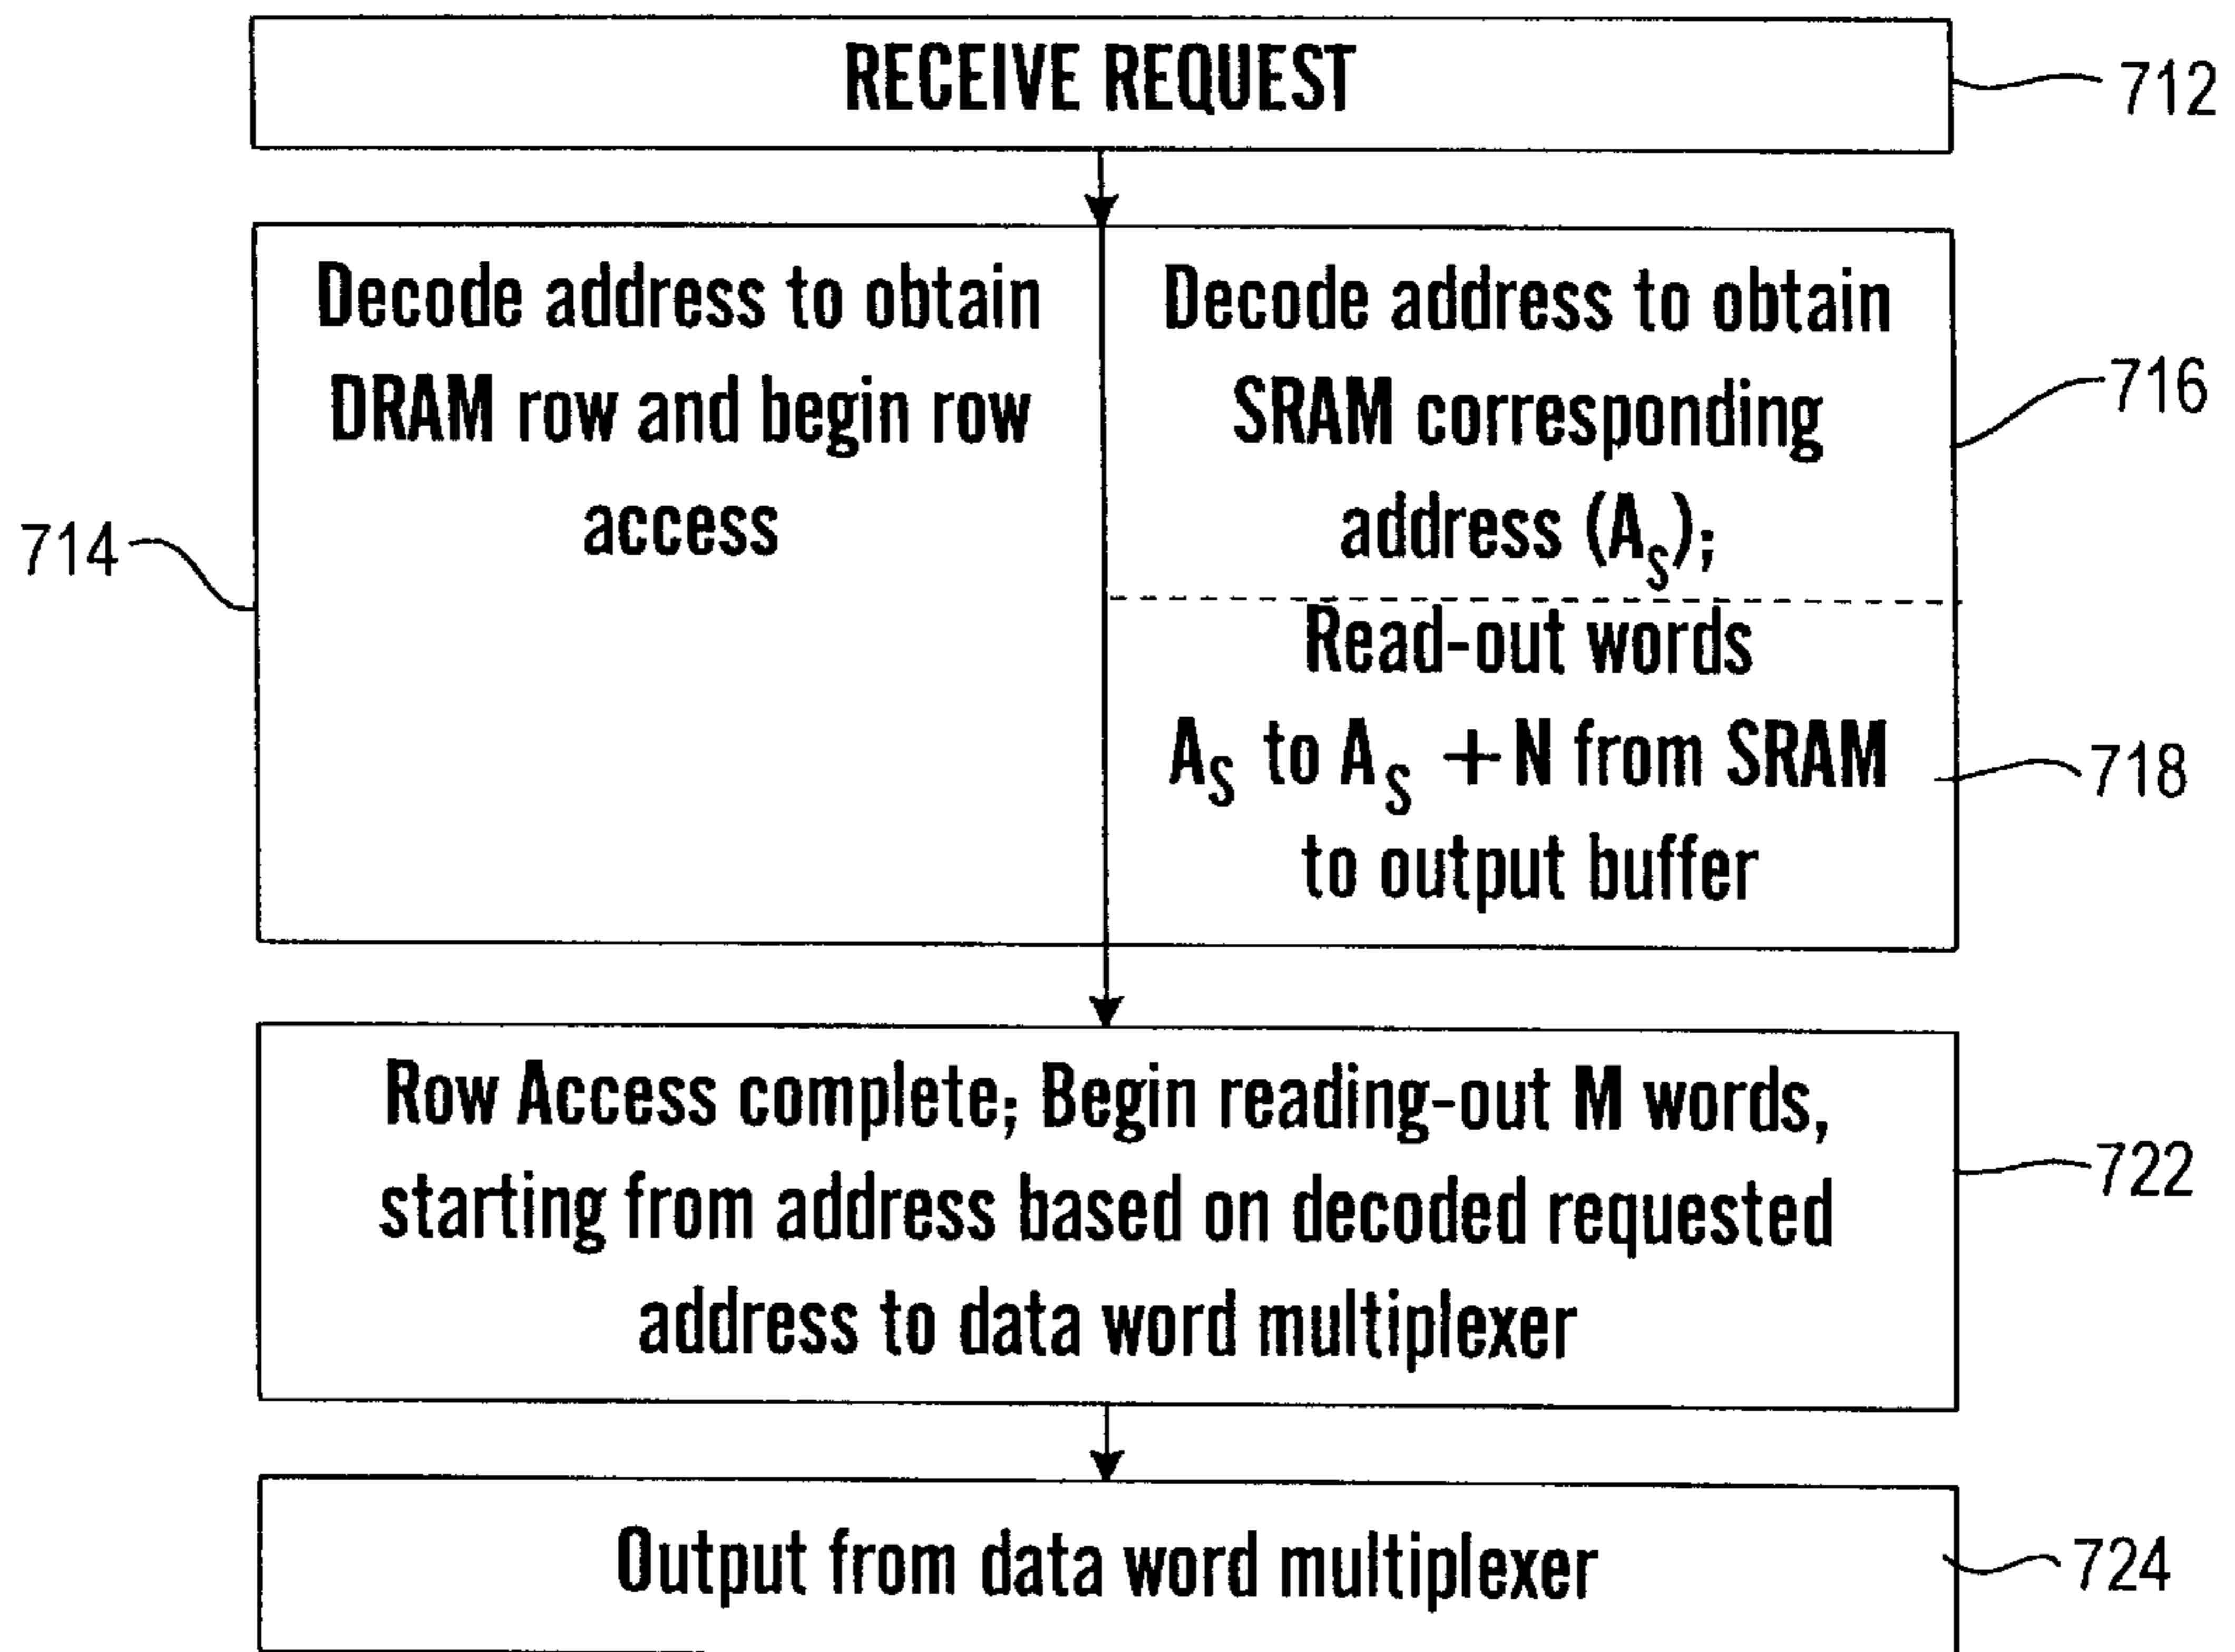 RECEIVE REQUEST
712
Decode address to obtain
DRAM row and begin row
access
714
Decode address to obtain
SRAM corresponding
address (As);
716
Read-out words
As to As +N from SRAM
to output buffer
718
Row Access complete; Begin reading-out M words,
starting from address based on decoded requested
address to data word multiplexer
722
Output from data word multiplexer
724